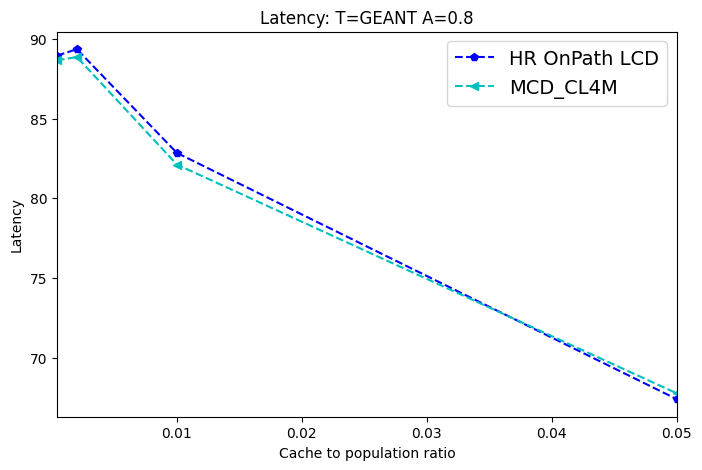 Latency: T=GEANT A=0.8
HR OnPath LCD
MCD_CL4M
90
85
80
75
70
Latency
0.01 0.02 0.03 0.04 0.05
Cache to population ratio